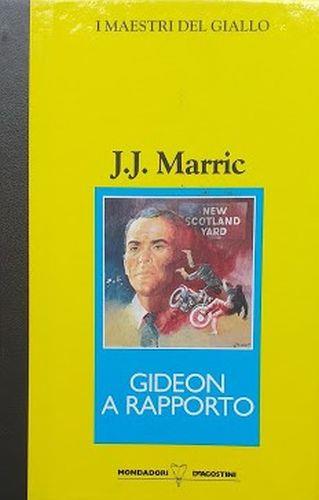 I MAESTRI DEL GIALLO
J.J. Marric
NEW
SCOTLAND
YARD
GIDEON
A RAPPORTO
MONDADORI DEAGOSTINI